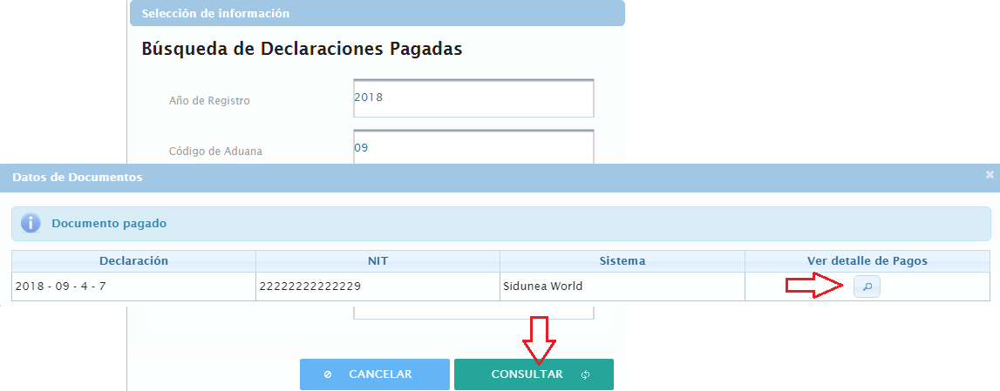 Selección de información
Búsqueda de Declaraciones Pagadas
Año de Registro 2018
Código de Aduana 09
Datos de Documentos
Documento pagado
Declaración NIT Sistema Ver detalle de Pagos
2018 - 09 - 4 - 7 22222222222229 Sidunea World
CANCELAR CONSULTAR